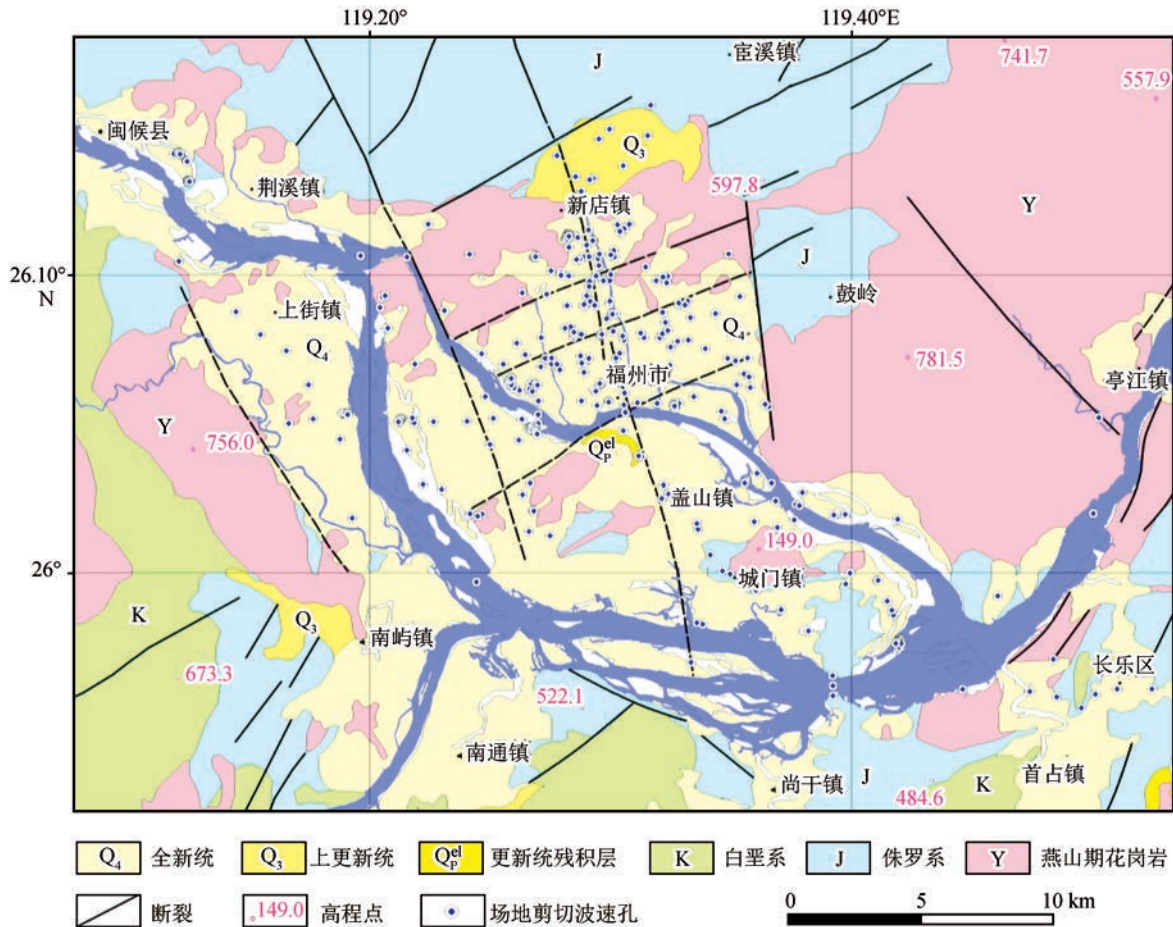 119.20°
119.40°E
741.7
宦溪镇
J
557.9
闽候县
Q₃
荆溪镇
597.8
新店镇
Y
J
26.10°
N
鼓岭
上街镇
Q₄
Q₄
福州市
781.5
亭江镇
Y
756.0
Qᴾᵉˡ
盖山镇
149.0
城门镇
26°
K
Q₃
南屿镇
长乐区
673.3
522.1
南通镇
尚干镇
J
首占镇
K
484.6
Q₄ 全新统 Q₃ 上更新统 Qᴾᵉˡ 更新统残积层 K 白垩系 J 侏罗系 Y 燕山期花岗岩
断裂 149.0 高程点 场地剪切波速孔 0 5 10 km